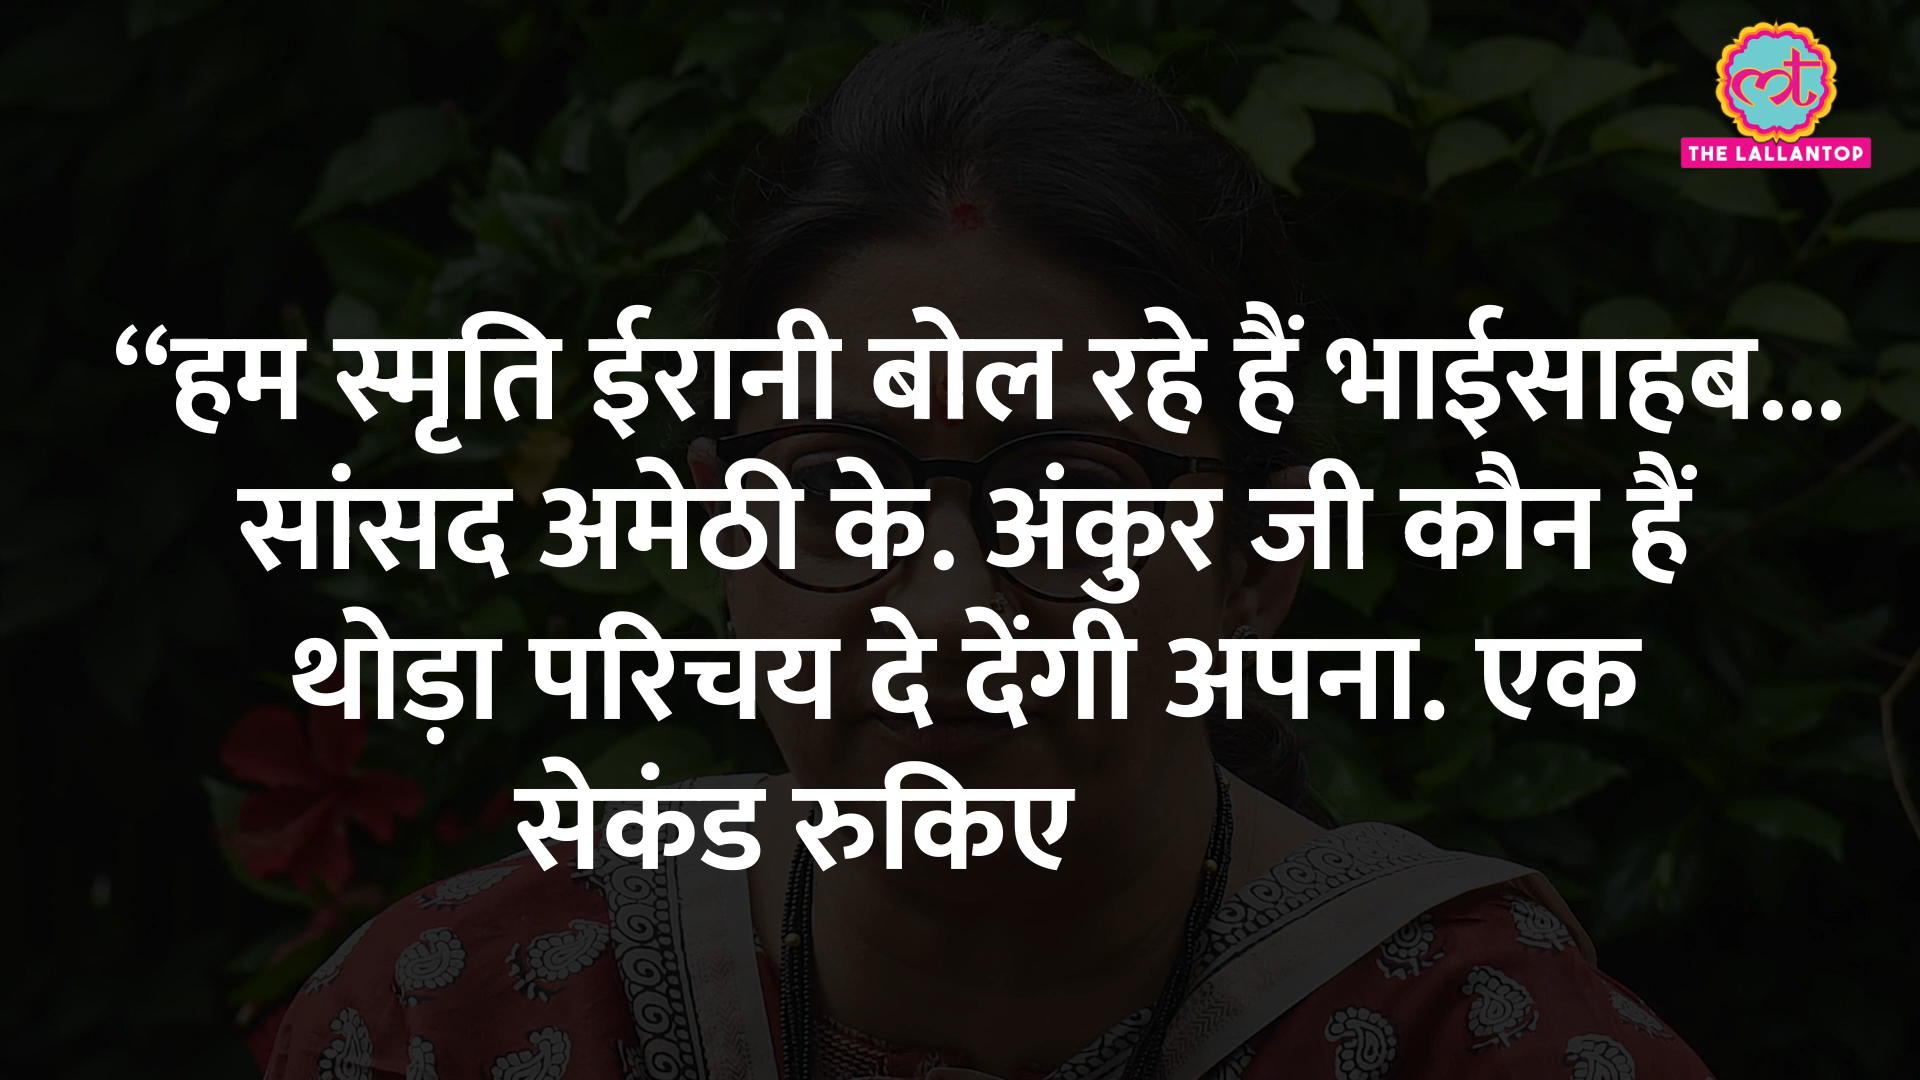 THE LALLANTOP
“हम स्मृति ईरानी बोल रहे हैं भाईसाहब...
सांसद अमेठी के. अंकुर जी कौन हैं
थोड़ा परिचय दे देंगी अपना. एक
सेकंड रुकिए